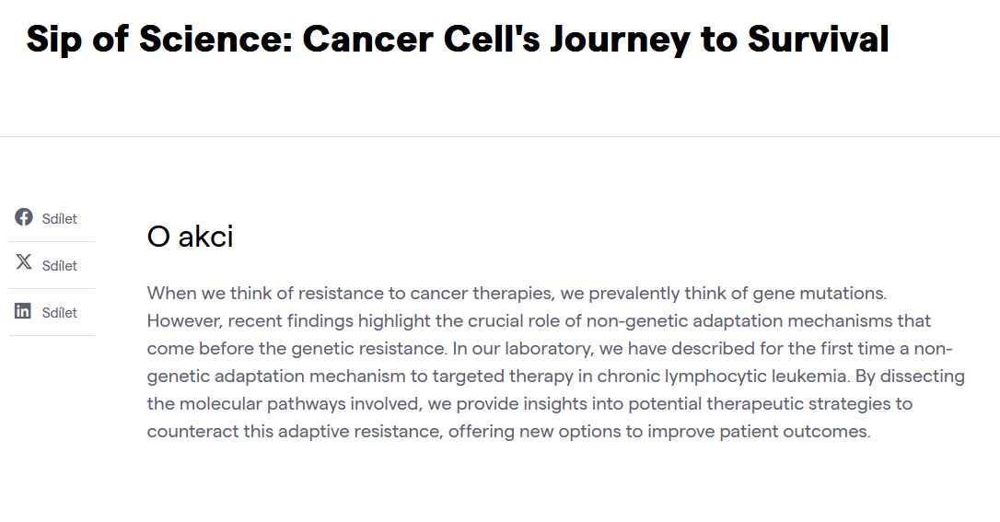 Sip of Science: Cancer Cell's Journey to Survival
Sdílet
Sdílet
Sdílet
O akci
When we think of resistance to cancer therapies, we prevalently think of gene mutations.
However, recent findings highlight the crucial role of non-genetic adaptation mechanisms that
come before the genetic resistance. In our laboratory, we have described for the first time a non-
genetic adaptation mechanism to targeted therapy in chronic lymphocytic leukemia. By dissecting
the molecular pathways involved, we provide insights into potential therapeutic strategies to
counteract this adaptive resistance, offering new options to improve patient outcomes.